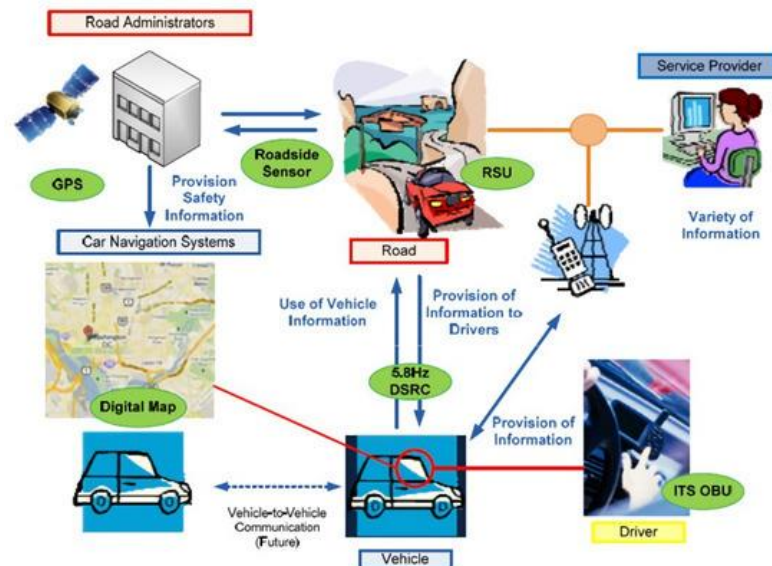 Road Administrators
Service Provider
Roadside
Sensor
RSU
GPS
Provision
Safety
Information
Variety of
Information
Car Navigation Systems
Road
Use of Vehicle
Information
Provision of
Information to
Drivers
Washington
5.8Hz
DSRC
Digital Map
Provision of
Information
ITS OBU
Vehicle-to-Vehicle
Communication
(Future)
Driver
Vehicle